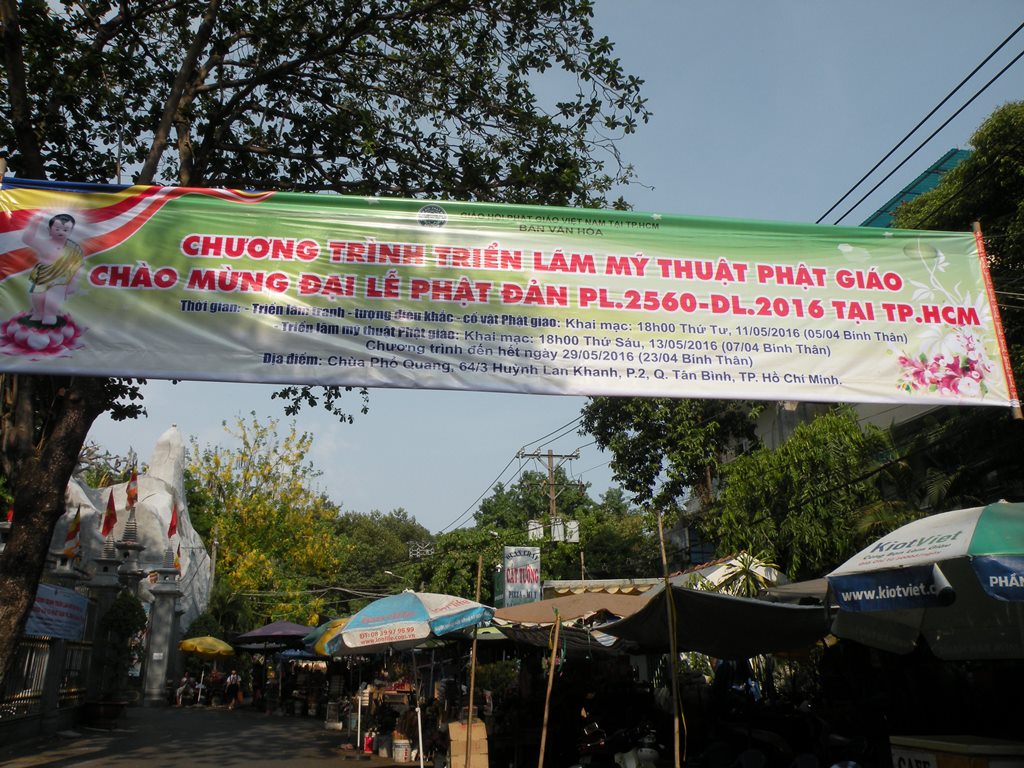 GIÁO HỘI PHẬT GIÁO VIỆT NAM TẠI TP.HCM
BAN VĂN HÓA
CHƯƠNG TRÌNH TRIỂN LÃM MỸ THUẬT PHẬT GIÁO
CHÀO MỪNG ĐẠI LỄ PHẬT ĐẢN PL.2560-DL.2016 TẠI TP.HCM
Thời gian: - Triển lãm tranh - tượng điêu khắc - cổ vật Phật giáo: Khai mạc: 18h00 Thứ Tư, 11/05/2016 (05/04 Bính Thân)
- Triển lãm mỹ thuật Phật giáo: Khai mạc: 18h00 Thứ Sáu, 13/05/2016 (07/04 Bính Thân)
Chương trình đến hết ngày 29/05/2016 (23/04 Bính Thân)
Địa điểm: Chùa Phổ Quang, 64/3 Huỳnh Lan Khanh, P.2, Q. Tân Bình, TP. Hồ Chí Minh.
KiotViet
www.kiotviet.c
PHẦN
CÁT TƯỜNG
CAFE